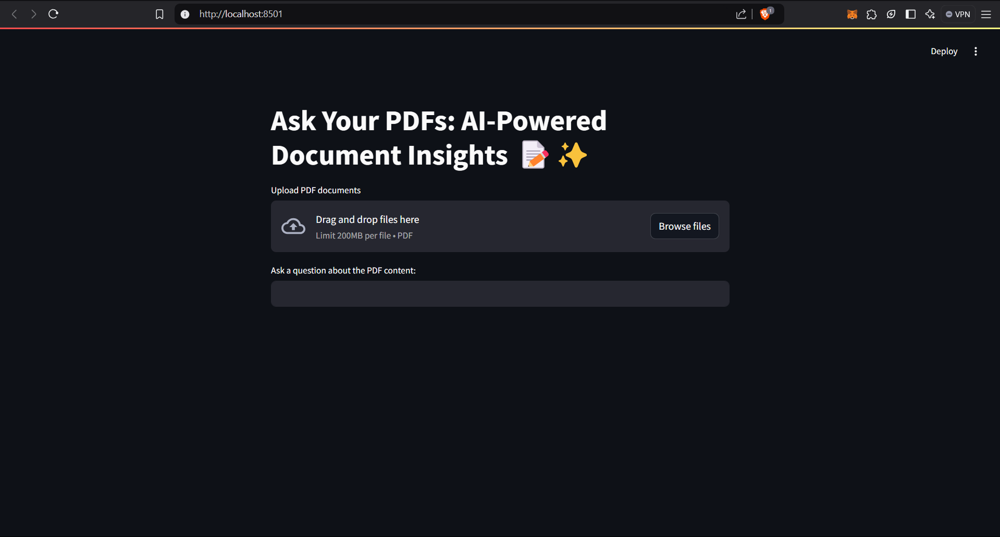 http://localhost:8501
1
VPN
Deploy
Ask Your PDFs: AI-Powered
Document Insights 📝 ✨
Upload PDF documents
Drag and drop files here
Limit 200MB per file • PDF
Browse files
Ask a question about the PDF content: